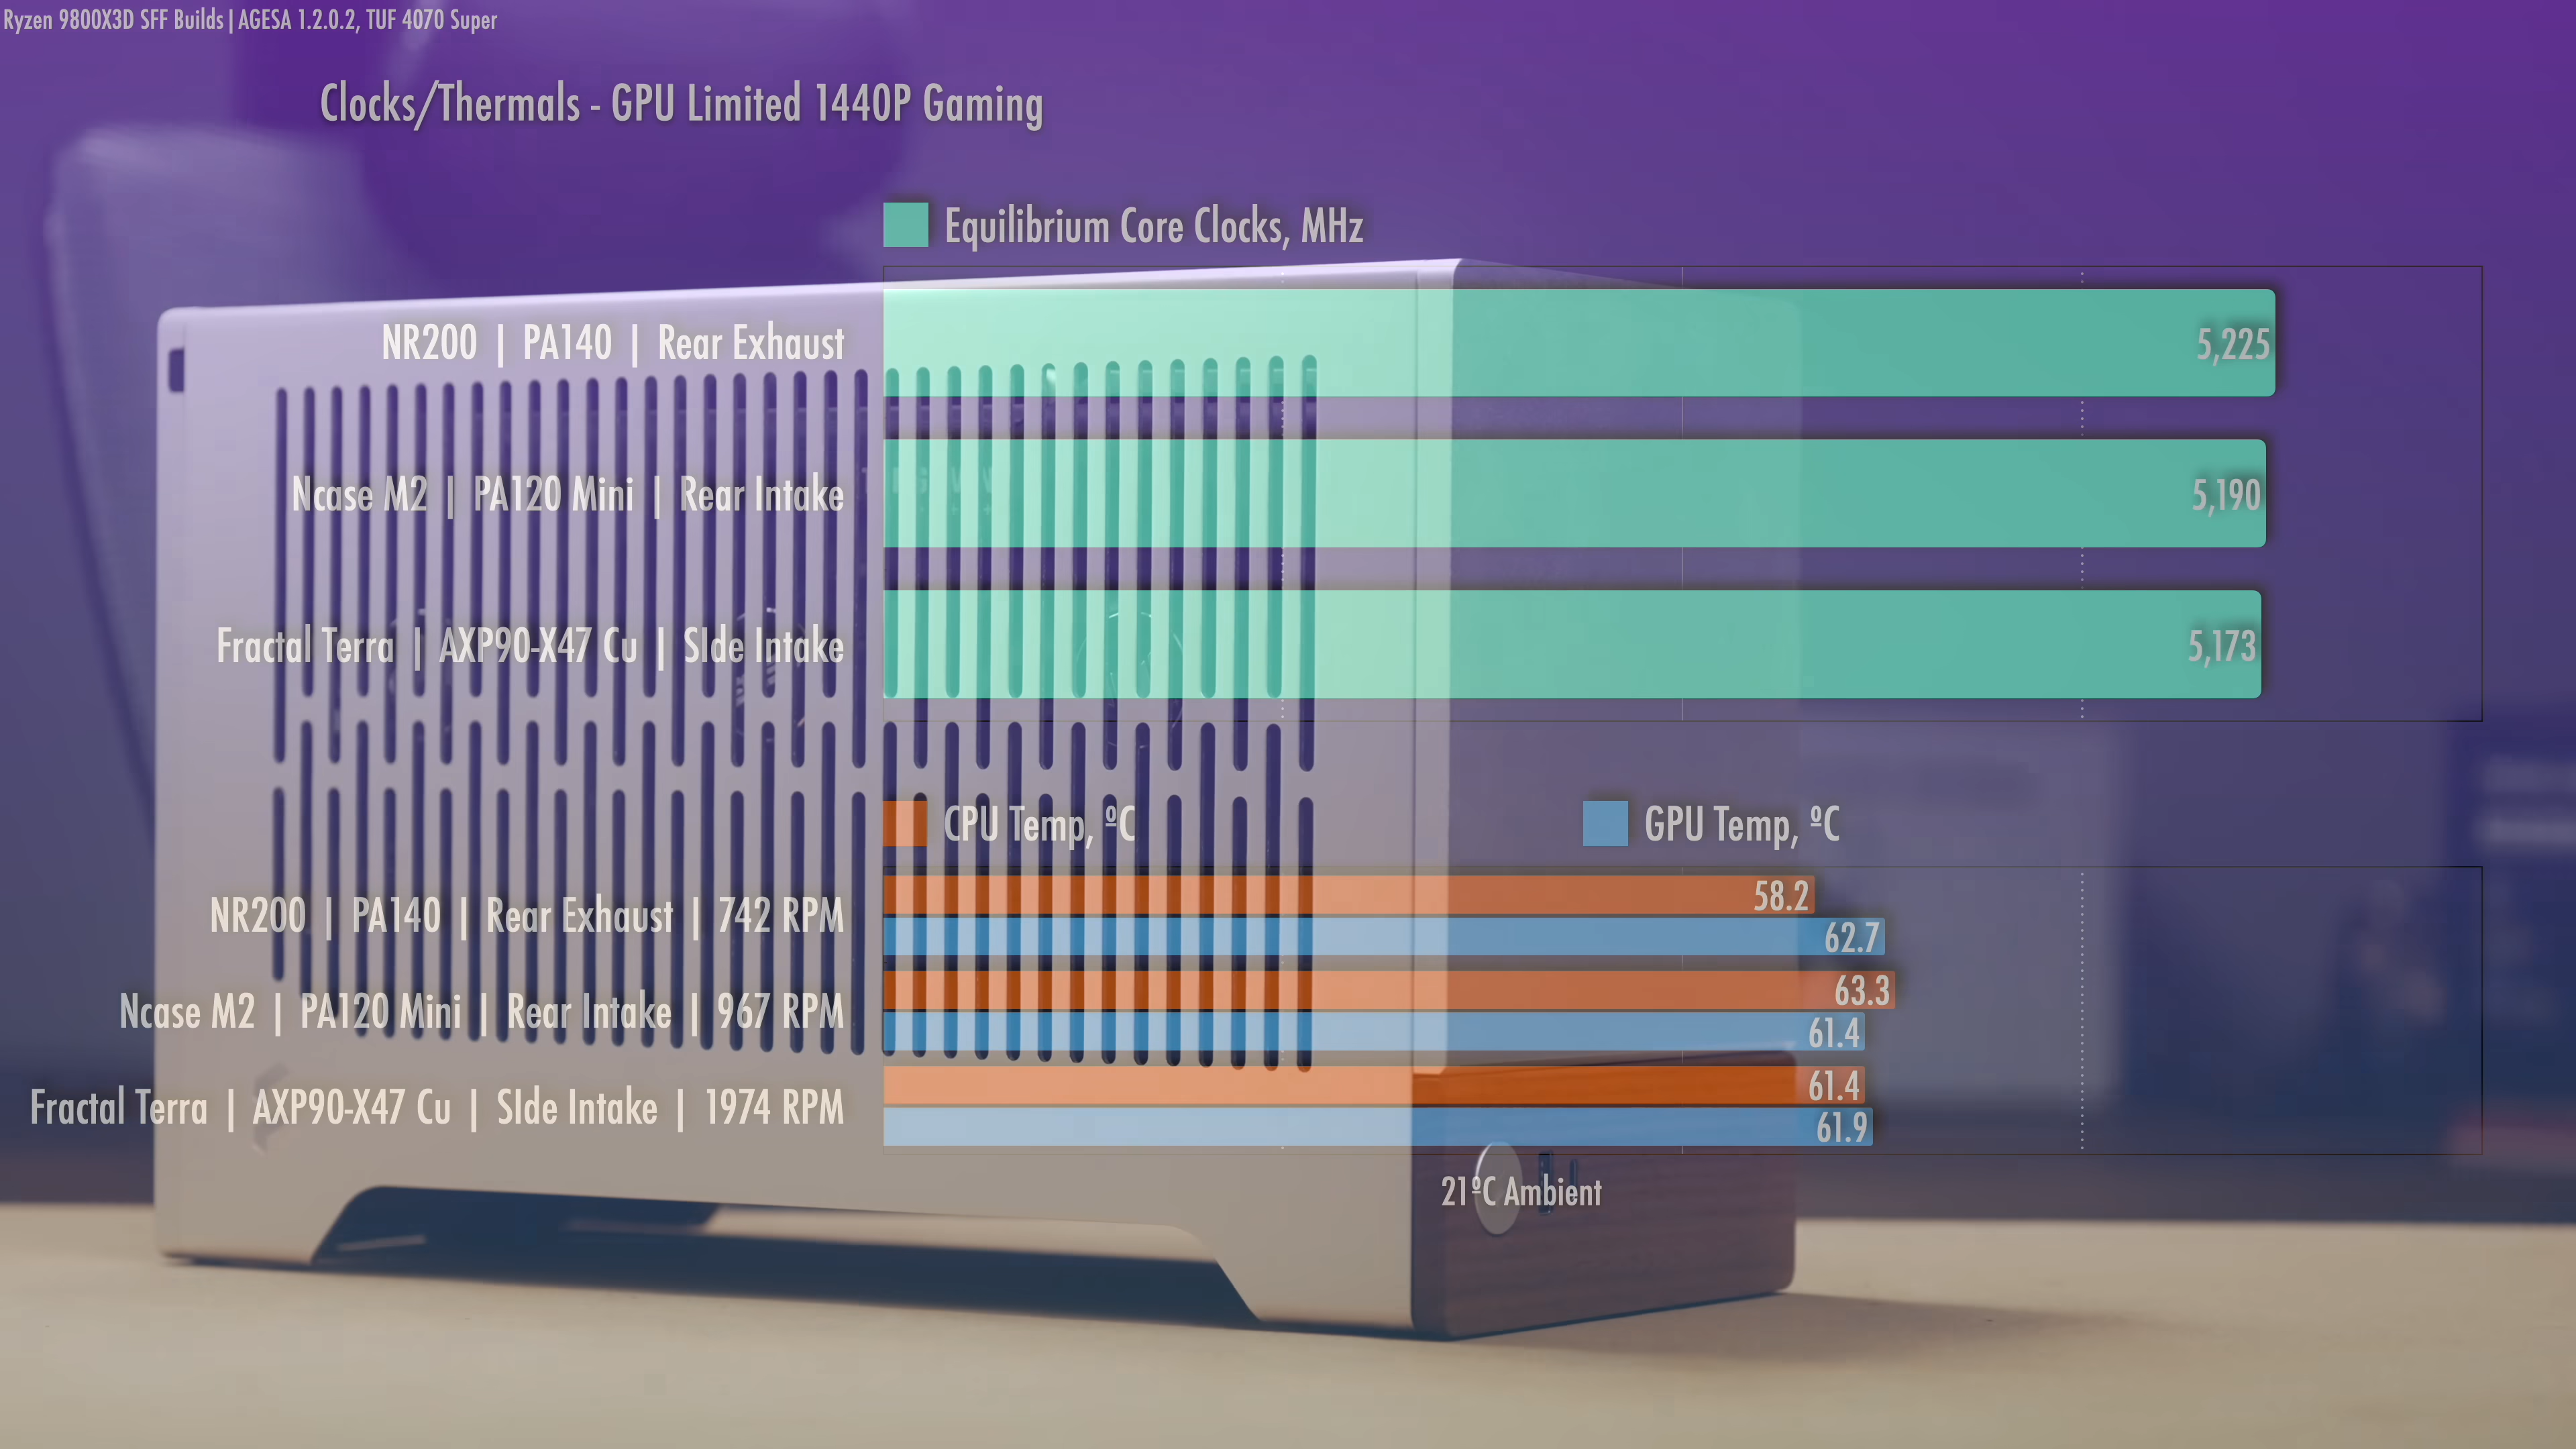 Ryzen 9800X3D SFF Builds | AGESA 1.2.0.2, TUF 4070 Super
Clocks/Thermals - GPU Limited 1440P Gaming
Equilibrium Core Clocks, MHz
NR200 | PA140 | Rear Exhaust 5,225
Ncase M2 | PA120 Mini | Rear Intake 5,190
Fractal Terra | AXP90-X47 Cu | SIde Intake 5,173
CPU Temp, ºC GPU Temp, ºC
58.2
NR200 | PA140 | Rear Exhaust | 742 RPM
62.7
63.3
Ncase M2 | PA120 Mini | Rear Intake | 967 RPM
61.4
61.4
Fractal Terra | AXP90-X47 Cu | SIde Intake | 1974 RPM
61.9
21ºC Ambient